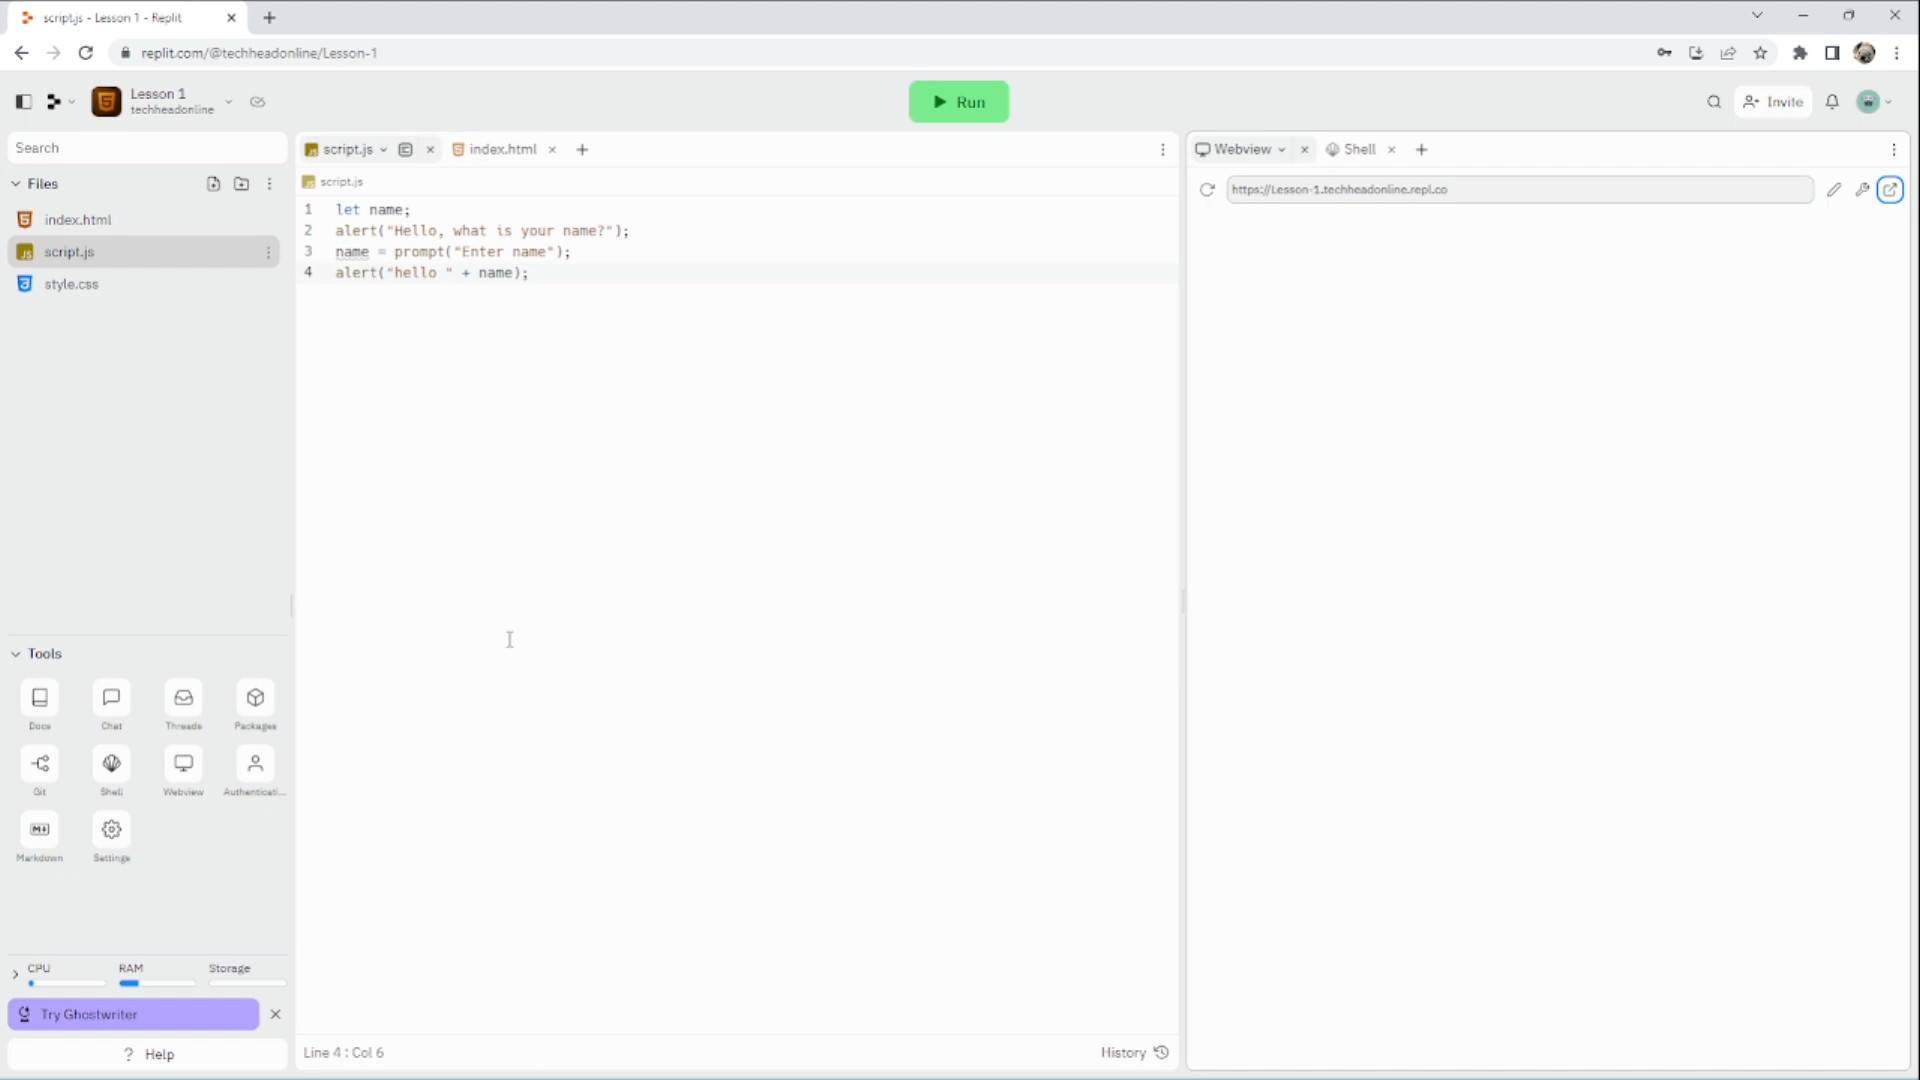 script.js - Lesson 1 - Replit
replit.com/@techheadonline/Lesson-1
Lesson 1
techheadonline
Run
Invite
Search
script.js
index.html
Webview
Shell
Files
script.js
https://Lesson-1.techheadonline.repl.co
index.html
script.js
style.css
1 let name;
2 alert("Hello, what is your name?");
3 name = prompt("Enter name");
4 alert("hello " + name);
Tools
Docs
Chat
Threads
Packages
Git
Shell
Webview
Authenticati...
Markdown
Settings
CPU
RAM
Storage
Try Ghostwriter
? Help
Line 4 : Col 6
History